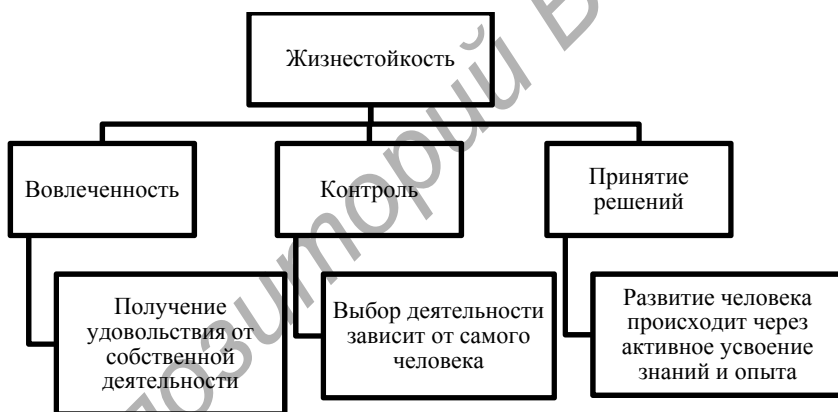 Жизнестойкость
Вовлеченность
Контроль
Принятие
решений
Получение
удовольствия от
собственной
деятельности
Выбор деятельности
зависит от самого
человека
Развитие человека
происходит через
активное усвоение
знаний и опыта